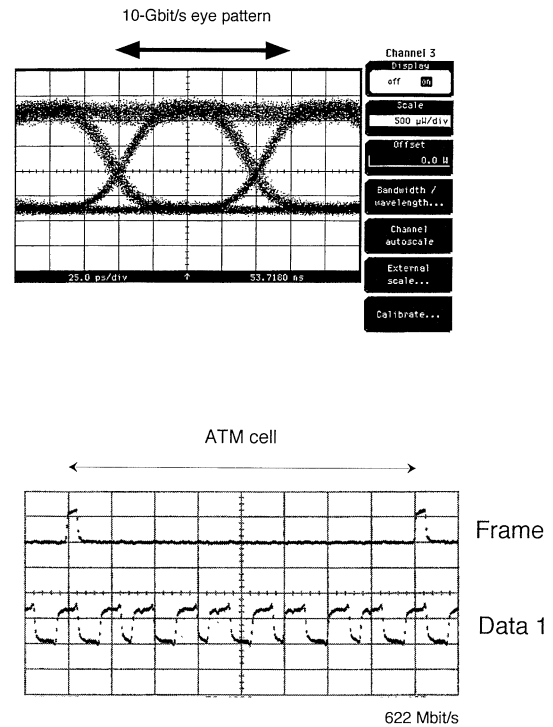 10-Gbit/s eye pattern
Channel 3
Display
off on
Scale
500 µW/div
Offset
0.0 W
Bandwidth /
wavelength...
Channel
autoscale
External
scale...
Calibrate...
25.0 ps/div 53.7180 ns
ATM cell
Frame
Data 1
622 Mbit/s